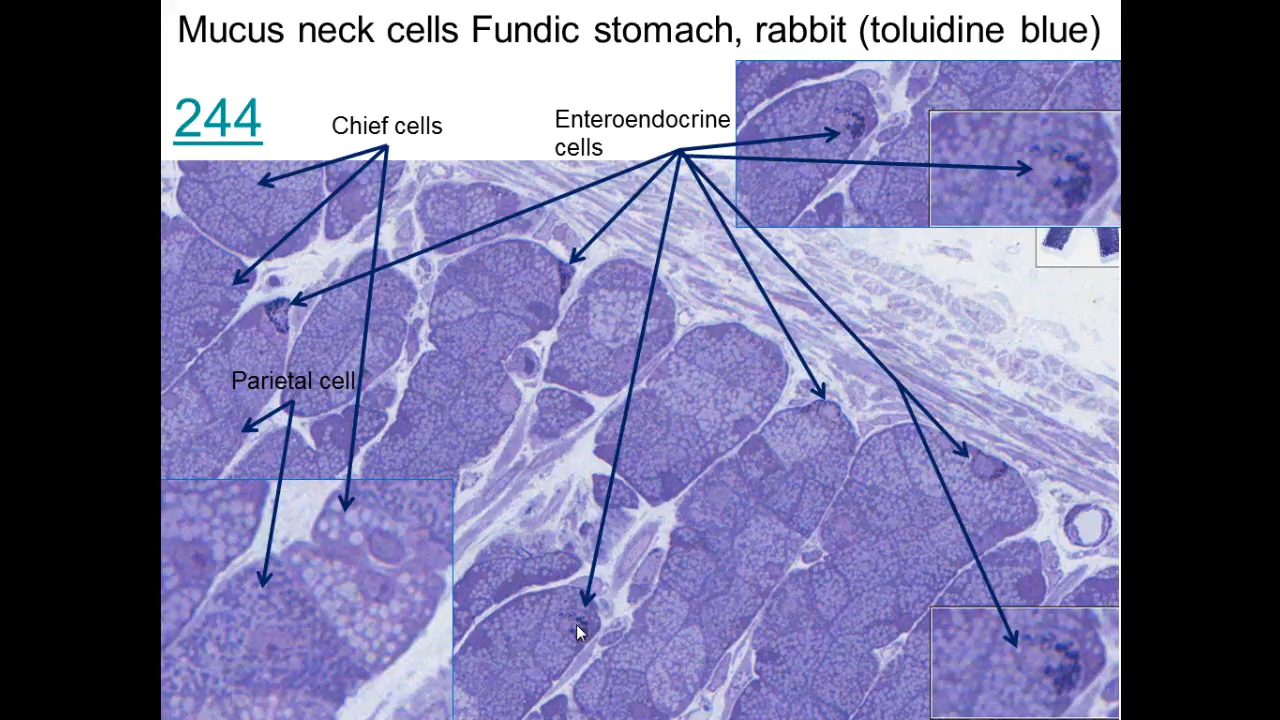 Mucus neck cells Fundic stomach, rabbit (toluidine blue)
244
Chief cells
Enteroendocrine
cells
Parietal cell